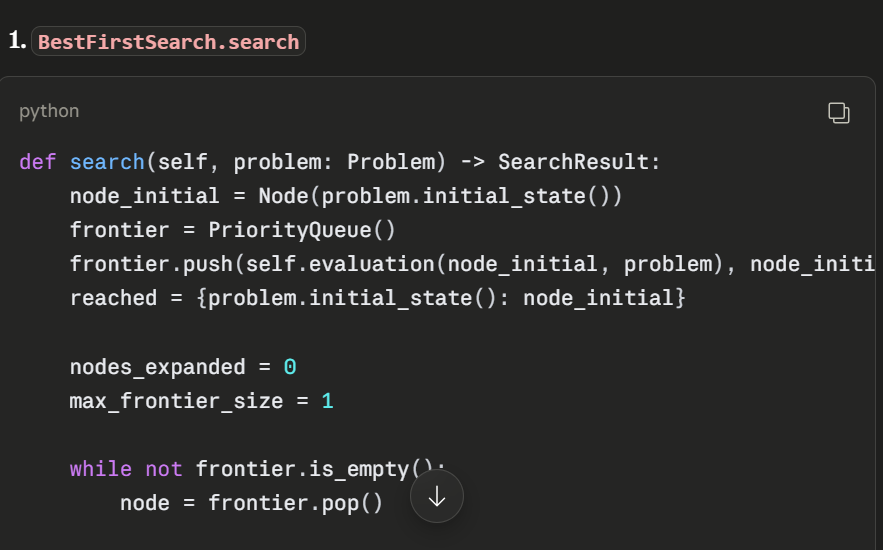 1. BestFirstSearch.search
python
def search(self, problem: Problem) -> SearchResult:
    node_initial = Node(problem.initial_state())
    frontier = PriorityQueue()
    frontier.push(self.evaluation(node_initial, problem), node_initi
    reached = {problem.initial_state(): node_initial}
    nodes_expanded = 0
    max_frontier_size = 1
    while not frontier.is_empty():
        node = frontier.pop()